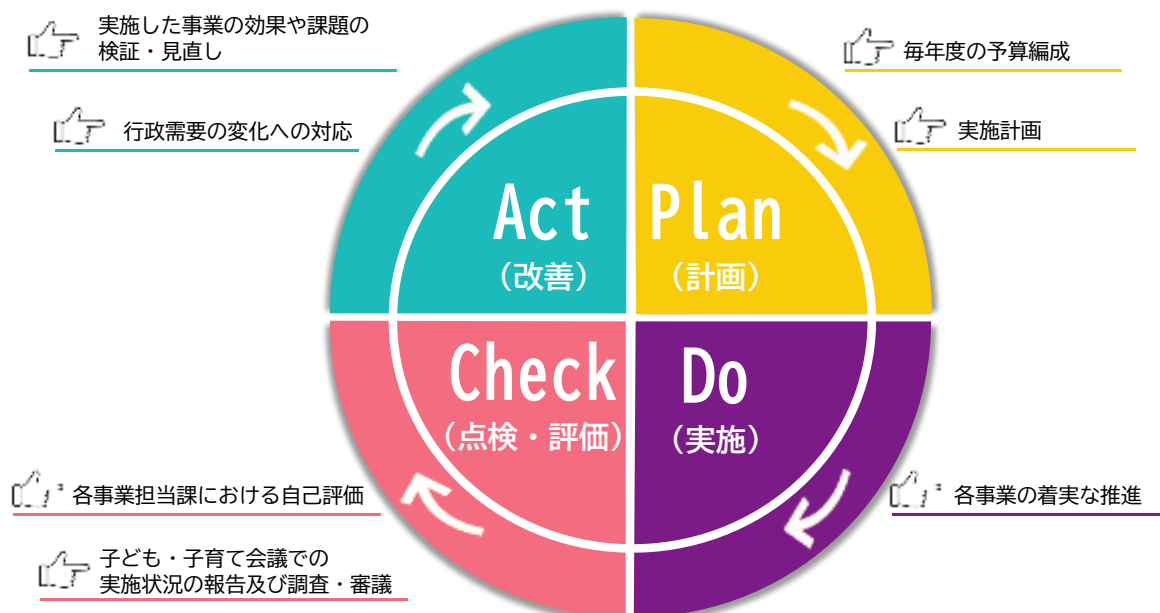 実施した事業の効果や課題の
検証・見直し
行政需要の変化への対応
毎年度の予算編成
実施計画
Act
(改善)
Plan
(計画)
Check
(点検・評価)
Do
(実施)
各事業担当課における自己評価
子ども・子育て会議での
実施状況の報告及び調査・審議
各事業の着実な推進